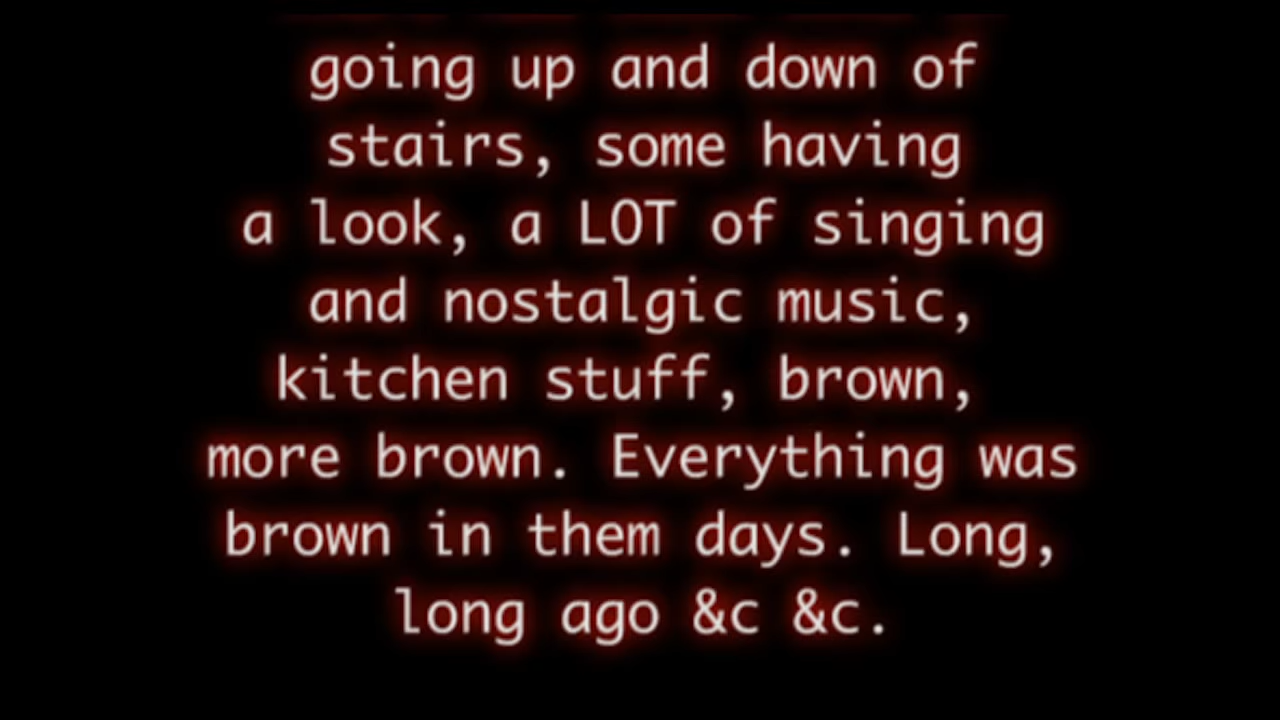 going up and down of
stairs, some having
a look, a LOT of singing
and nostalgic music,
kitchen stuff, brown,
more brown. Everything was
brown in them days. Long,
long ago &c &c.